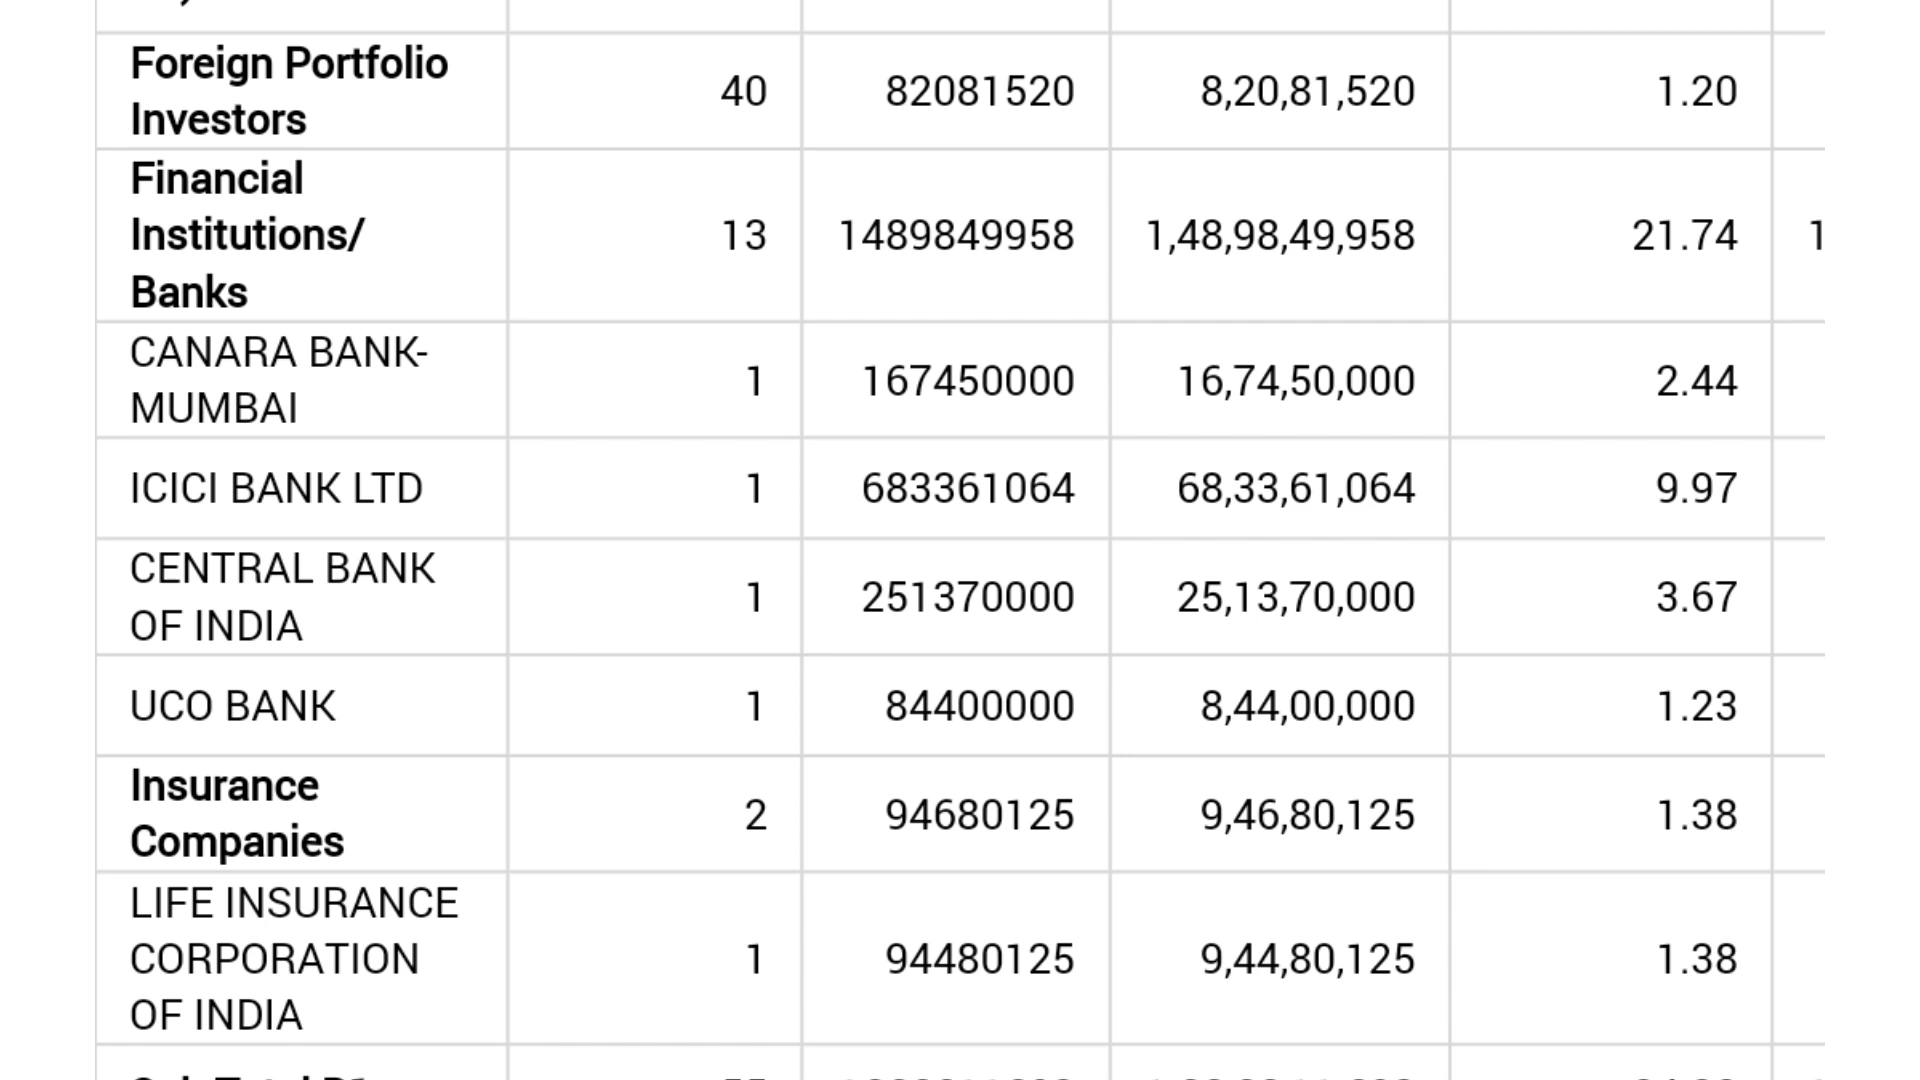 Foreign Portfolio
Investors
40 82081520 8,20,81,520 1.20
Financial
Institutions/
Banks
13 1489849958 1,48,98,49,958 21.74 1
CANARA BANK-
MUMBAI
1 167450000 16,74,50,000 2.44
ICICI BANK LTD 1 683361064 68,33,61,064 9.97
CENTRAL BANK
OF INDIA
1 251370000 25,13,70,000 3.67
UCO BANK 1 84400000 8,44,00,000 1.23
Insurance
Companies
2 94680125 9,46,80,125 1.38
LIFE INSURANCE
CORPORATION
OF INDIA
1 94480125 9,44,80,125 1.38